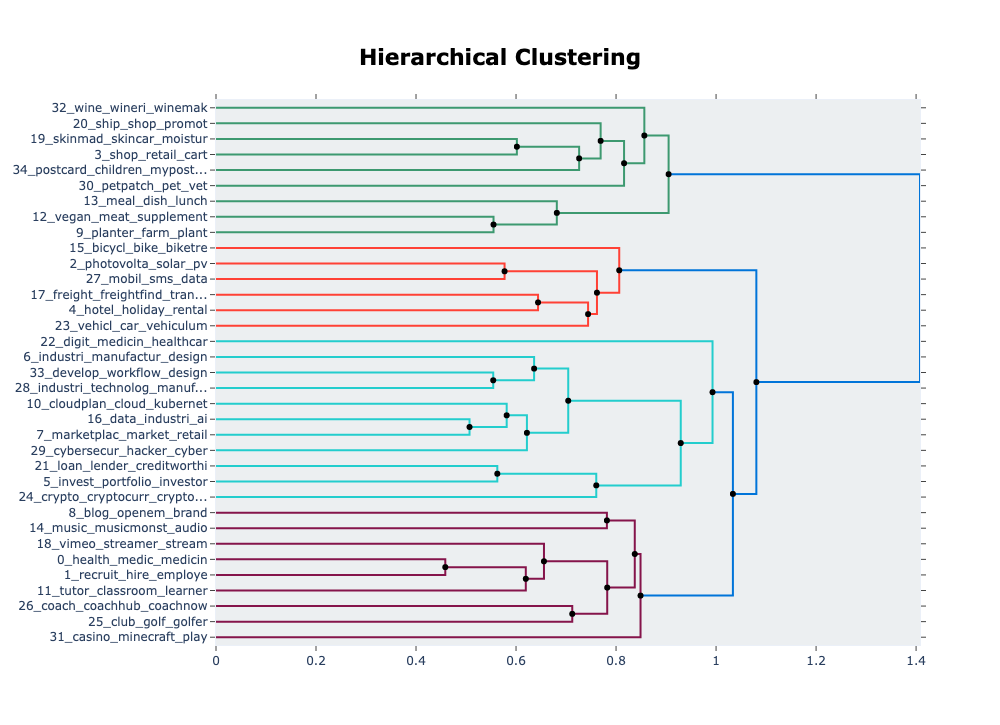 Hierarchical Clustering
32_wine_wineri_winemak
20_ship_shop_promot
19_skinmad_skincar_moistur
3_shop_retail_cart
34_postcard_children_mypost...
30_petpatch_pet_vet
13_meal_dish_lunch
12_vegan_meat_supplement
9_planter_farm_plant
15_bicycl_bike_biketre
2_photovolta_solar_pv
27_mobil_sms_data
17_freight_freightfind_tran...
4_hotel_holiday_rental
23_vehicl_car_vehiculum
22_digit_medicin_healthcar
6_industri_manufactur_design
33_develop_workflow_design
28_industri_technolog_manuf...
10_cloudplan_cloud_kubernet
16_data_industri_ai
7_marketplac_market_retail
29_cybersecur_hacker_cyber
21_loan_lender_creditworthi
5_invest_portfolio_investor
24_crypto_cryptocurr_crypto...
8_blog_openem_brand
14_music_musicmonst_audio
18_vimeo_streamer_stream
0_health_medic_medicin
1_recruit_hire_employe
11_tutor_classroom_learner
26_coach_coachhub_coachnow
25_club_golf_golfer
31_casino_minecraft_play
0 0.2 0.4 0.6 0.8 1 1.2 1.4